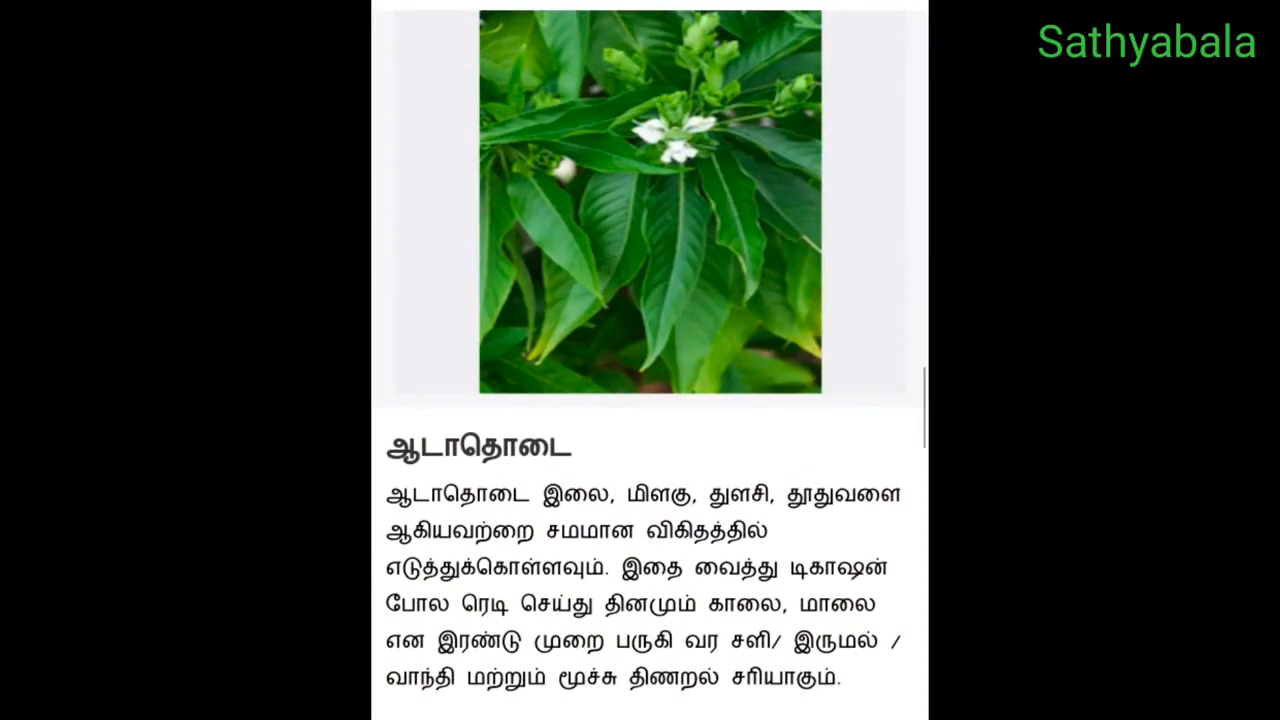 Sathyabala
ஆடாதொடை
ஆடாதொடை இலை, மிளகு, துளசி, தூதுவளை
ஆகியவற்றை சமமான விகிதத்தில்
எடுத்துக்கொள்ளவும். இதை வைத்து டிகாஷன்
போல ரெடி செய்து தினமும் காலை, மாலை
என இரண்டு முறை பருகி வர சளி/ இருமல் /
வாந்தி மற்றும் மூச்சு திணறல் சரியாகும்.